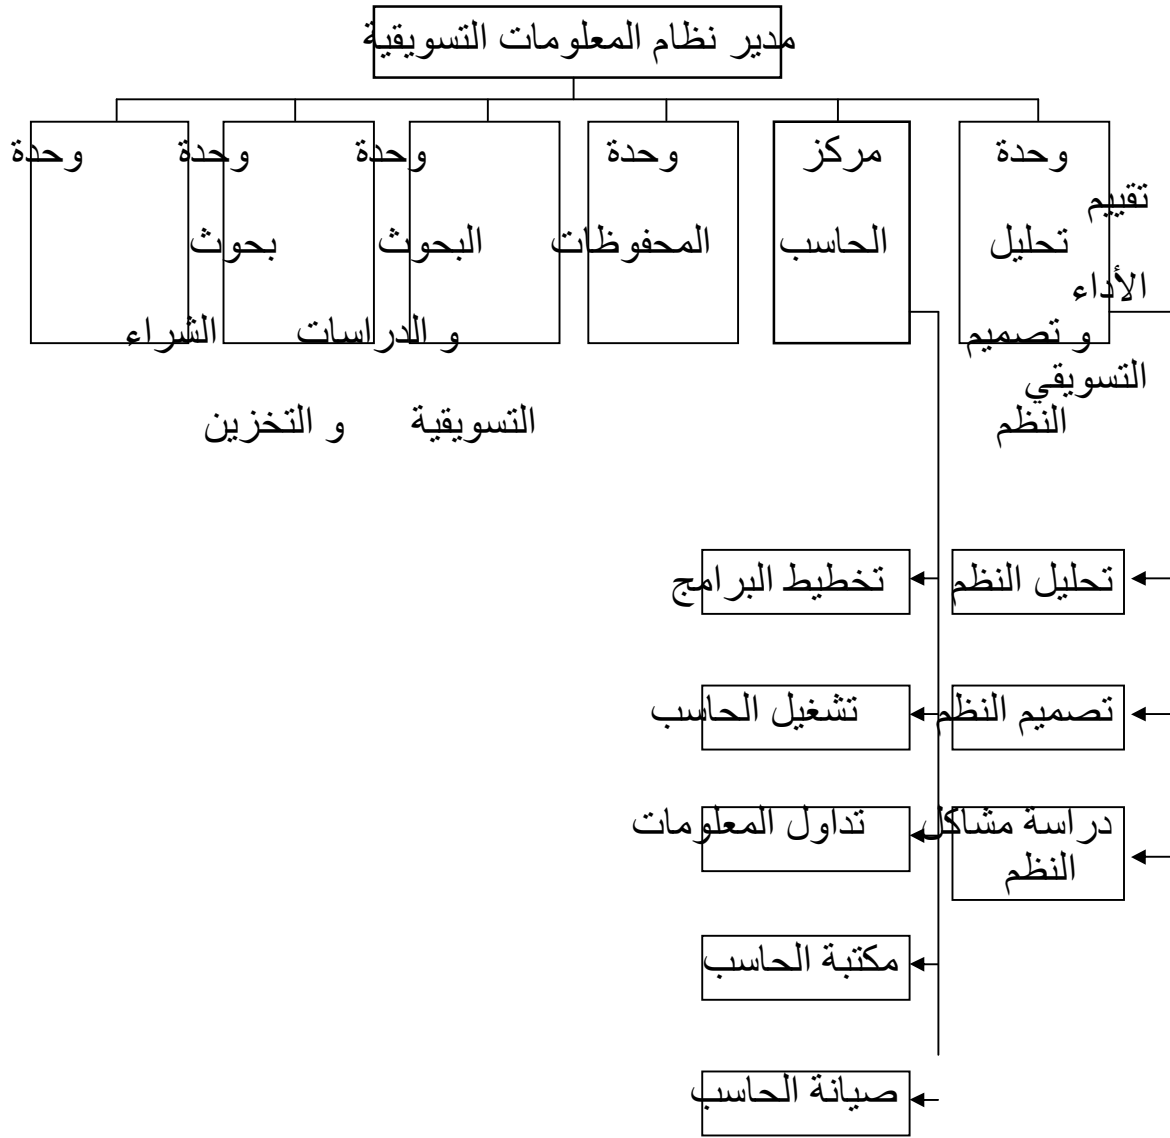 مدير نظام المعلومات التسويقية
وحدة مركز وحدة وحدة وحدة وحدة
تقييم
تحليل الحاسب المحفوظات البحوث بحوث
الأداء
و تصميم و الدراسات الشراء
التسويقي
النظم التسويقية و التخزين
تحليل النظم تخطيط البرامج
تصميم النظم تشغيل الحاسب
دراسة مشاكل تداول المعلومات
النظم
مكتبة الحاسب
صيانة الحاسب